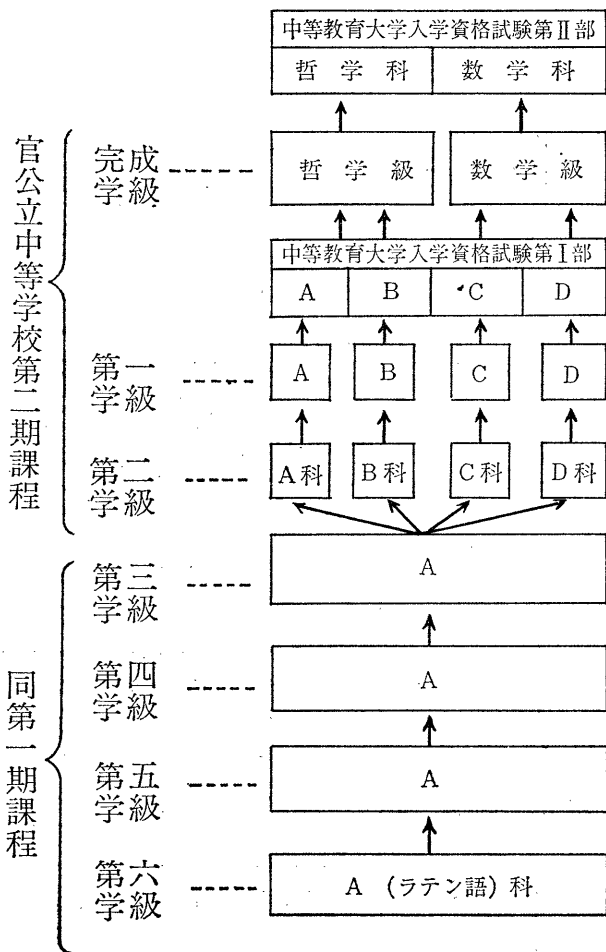 中等教育大学入学資格試験第Ⅱ部
哲学科 数学科
官公立中等学校第二期課程
完成学級
哲学級 数学級
中等教育大学入学資格試験第Ⅰ部
A B C D
第一学級
A B C D
第二学級
A科 B科 C科 D科
同第一期課程
第三学級
A
第四学級
A
第五学級
A
第六学級
A (ラテン語) 科